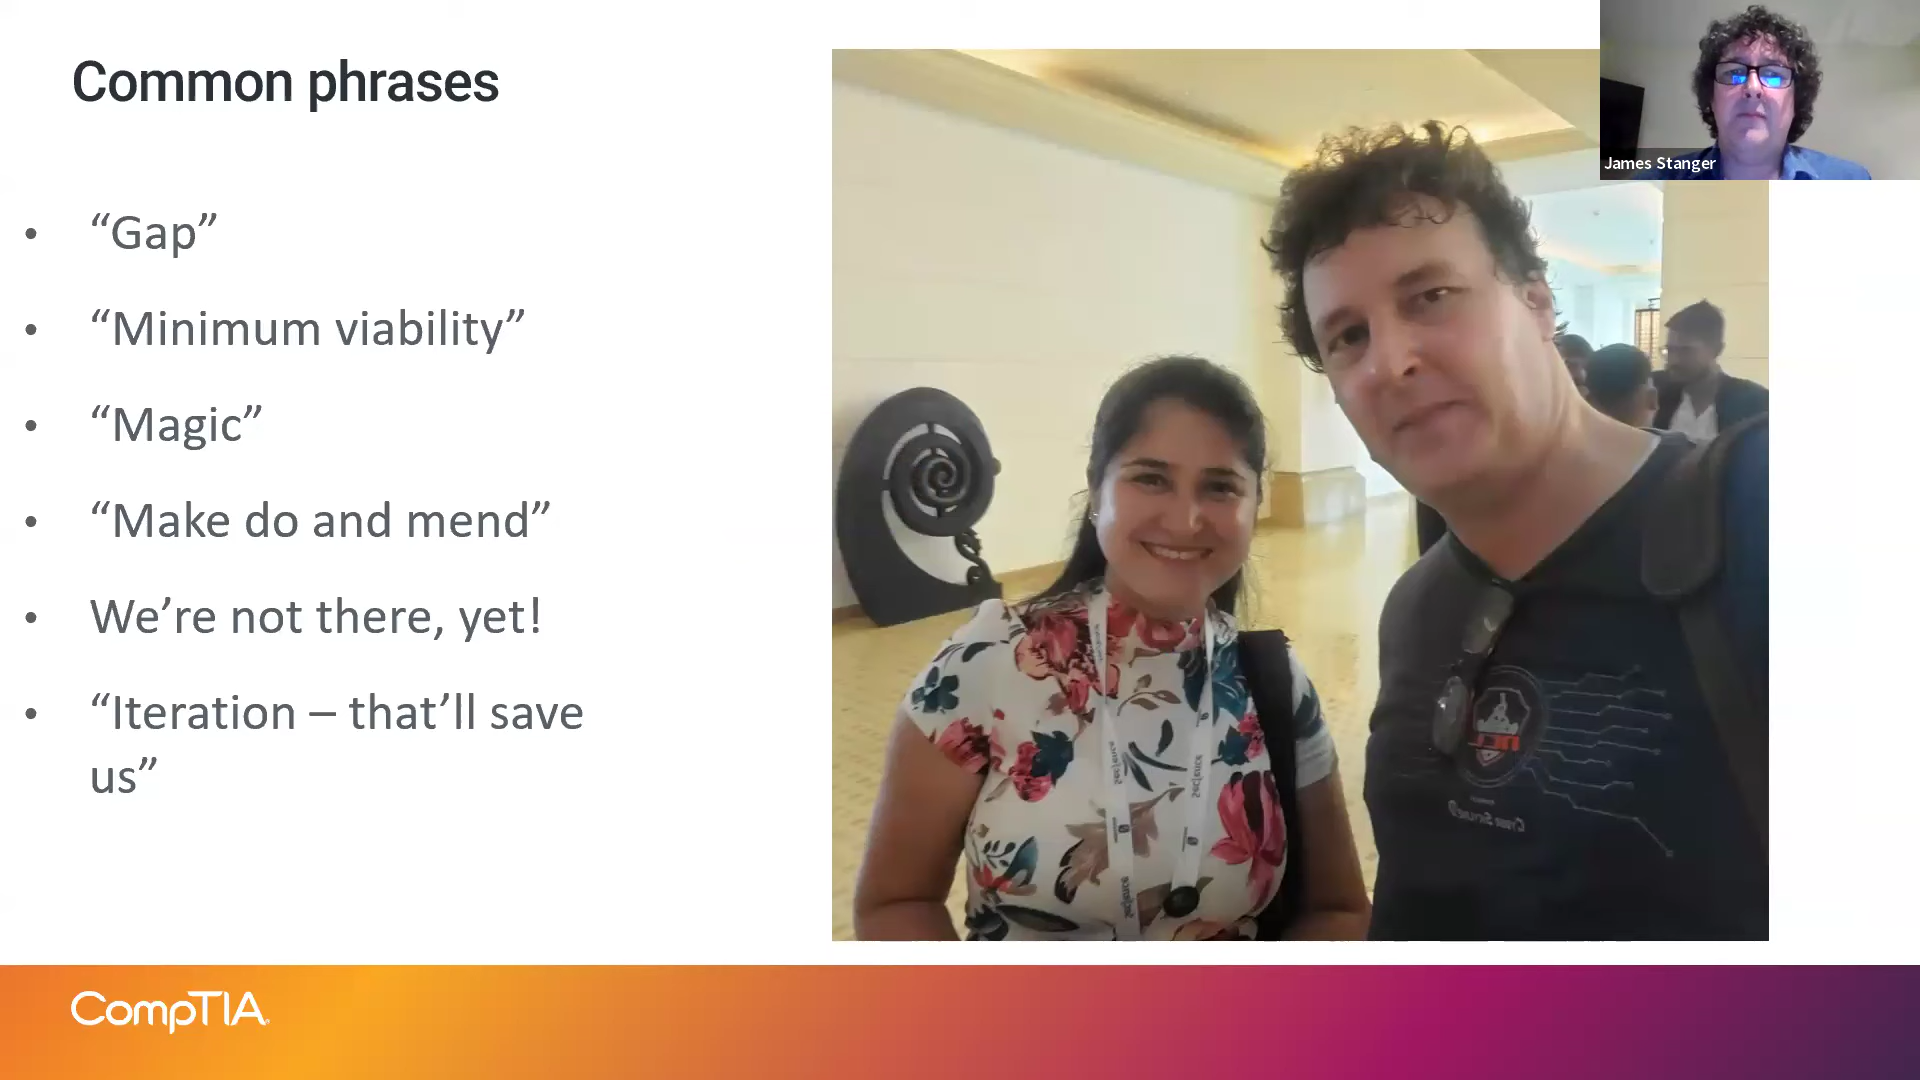 Common phrases
James Stanger
• “Gap”
• “Minimum viability”
• “Magic”
• “Make do and mend”
• We’re not there, yet!
• “Iteration – that’ll save
us”
CompTIA